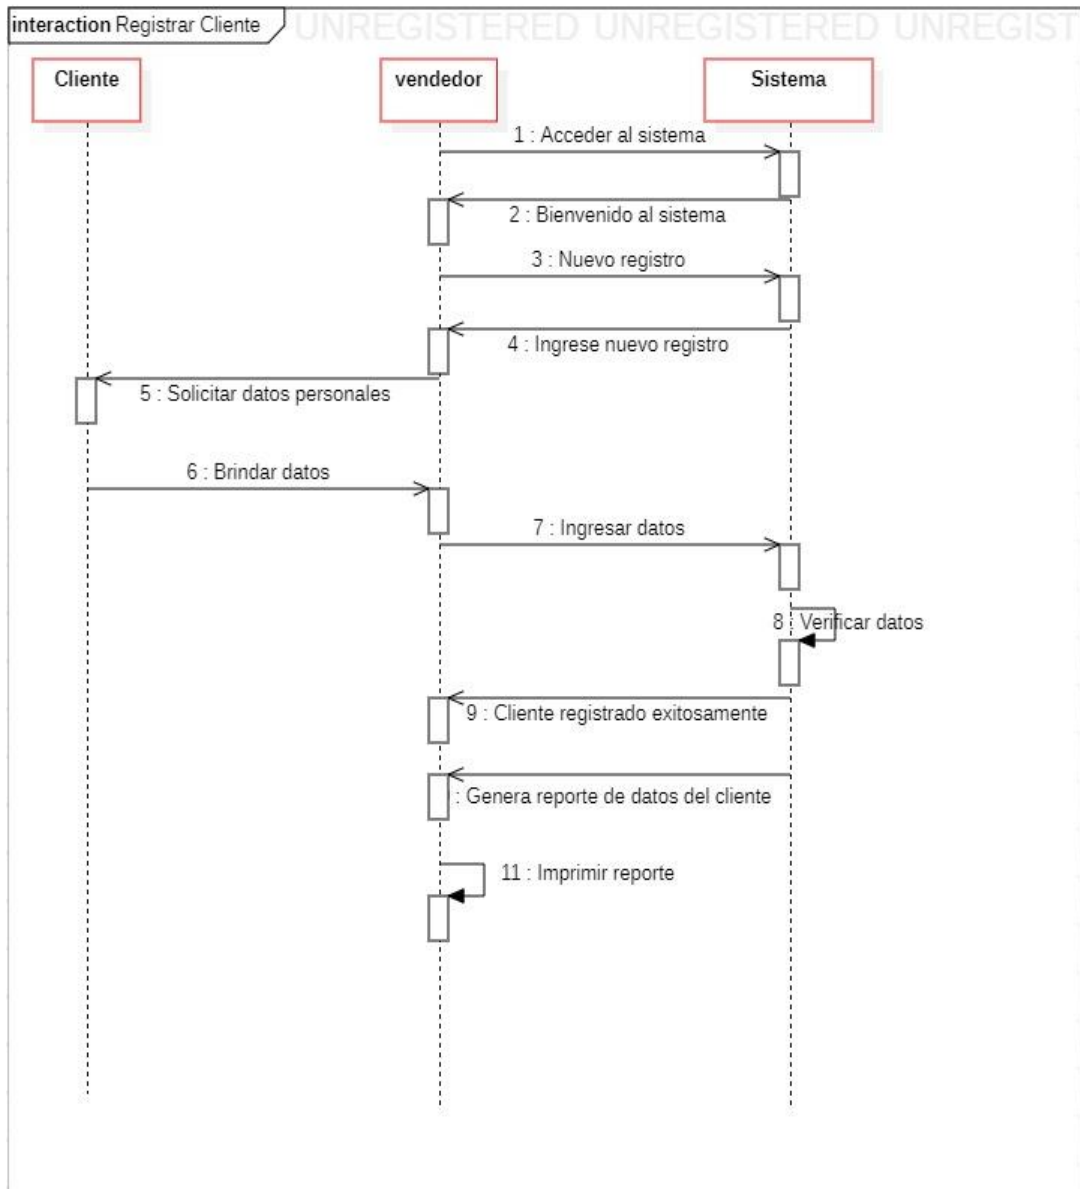 interaction Registrar Cliente
UNREGISTERED UNREGISTERED UNREGIST
Cliente
vendedor
Sistema
1 : Acceder al sistema
2 : Bienvenido al sistema
3 : Nuevo registro
4 : Ingrese nuevo registro
5 : Solicitar datos personales
6 : Brindar datos
7 : Ingresar datos
8 : Verificar datos
9 : Cliente registrado exitosamente
: Genera reporte de datos del cliente
11 : Imprimir reporte